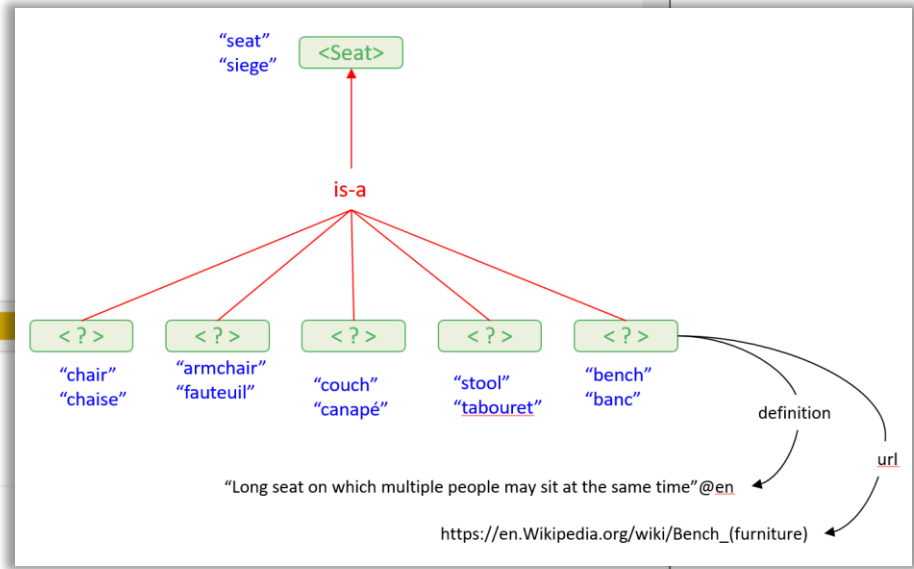 “seat”
“siege”
<Seat>
is-a
< ? >
< ? >
< ? >
< ? >
< ? >
“chair”
“chaise”
“armchair”
“fauteuil”
“couch”
“canapé”
“stool”
“tabouret”
“bench”
“banc”
definition
url
“Long seat on which multiple people may sit at the same time”@en
https://en.Wikipedia.org/wiki/Bench_(furniture)